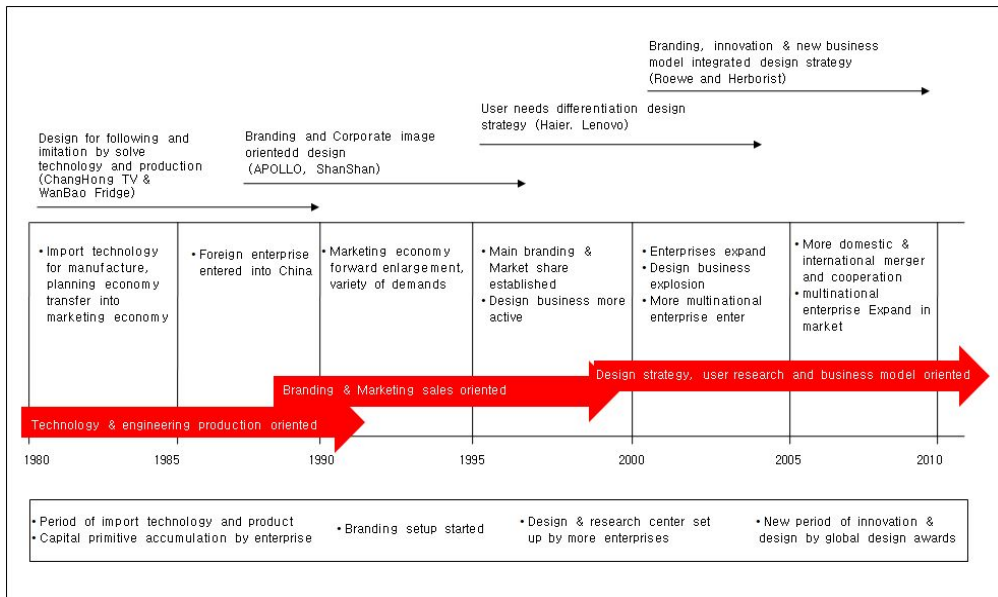 Branding, innovation & new business
model integrated design strategy
(Roewe and Herborist)
User needs differentiation design
strategy (Haier. Lenovo)
Design for following and
imitation by solve
technology and production
(ChangHong TV &
WanBao Fridge)
Branding and Corporate image
orientedd design
(APOLLO, ShanShan)
• Import technology
for manufacture,
planning economy
transfer into
marketing economy
• Foreign enterprise
entered into China
• Marketing economy
forward enlargement,
variety of demands
• Main branding &
Market share
established
• Design business more
active
• Enterprises expand
• Design business
explosion
• More multinational
enterprise enter
• More domestic &
international merger
and cooperation
• multinational
enterprise Expand in
market
Design strategy, user research and business model oriented
Branding & Marketing sales oriented
Technology & engineering production oriented
1980 1985 1990 1995 2000 2005 2010
• Period of import technology and product
• Capital primitive accumulation by enterprise
• Branding setup started
• Design & research center set
up by more enterprises
• New period of innovation &
design by global design awards